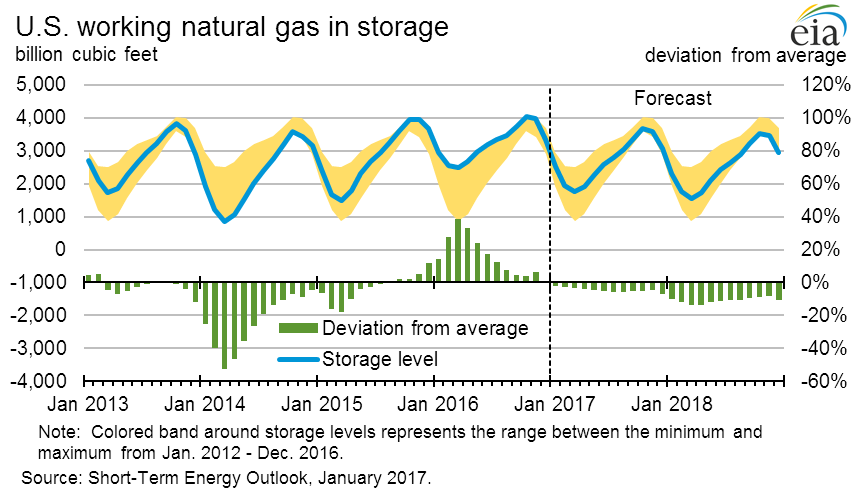 U.S. working natural gas in storage
eia
billion cubic feet
deviation from average
5,000
4,000
3,000
2,000
1,000
0
-1,000
-2,000
-3,000
-4,000
120%
100%
80%
60%
40%
20%
0%
-20%
-40%
-60%
Forecast
Deviation from average
Storage level
Jan 2013
Jan 2014
Jan 2015
Jan 2016
Jan 2017
Jan 2018
Note:  Colored band around storage levels represents the range between the minimum and
maximum from Jan. 2012 - Dec. 2016.
Source: Short-Term Energy Outlook, January 2017.